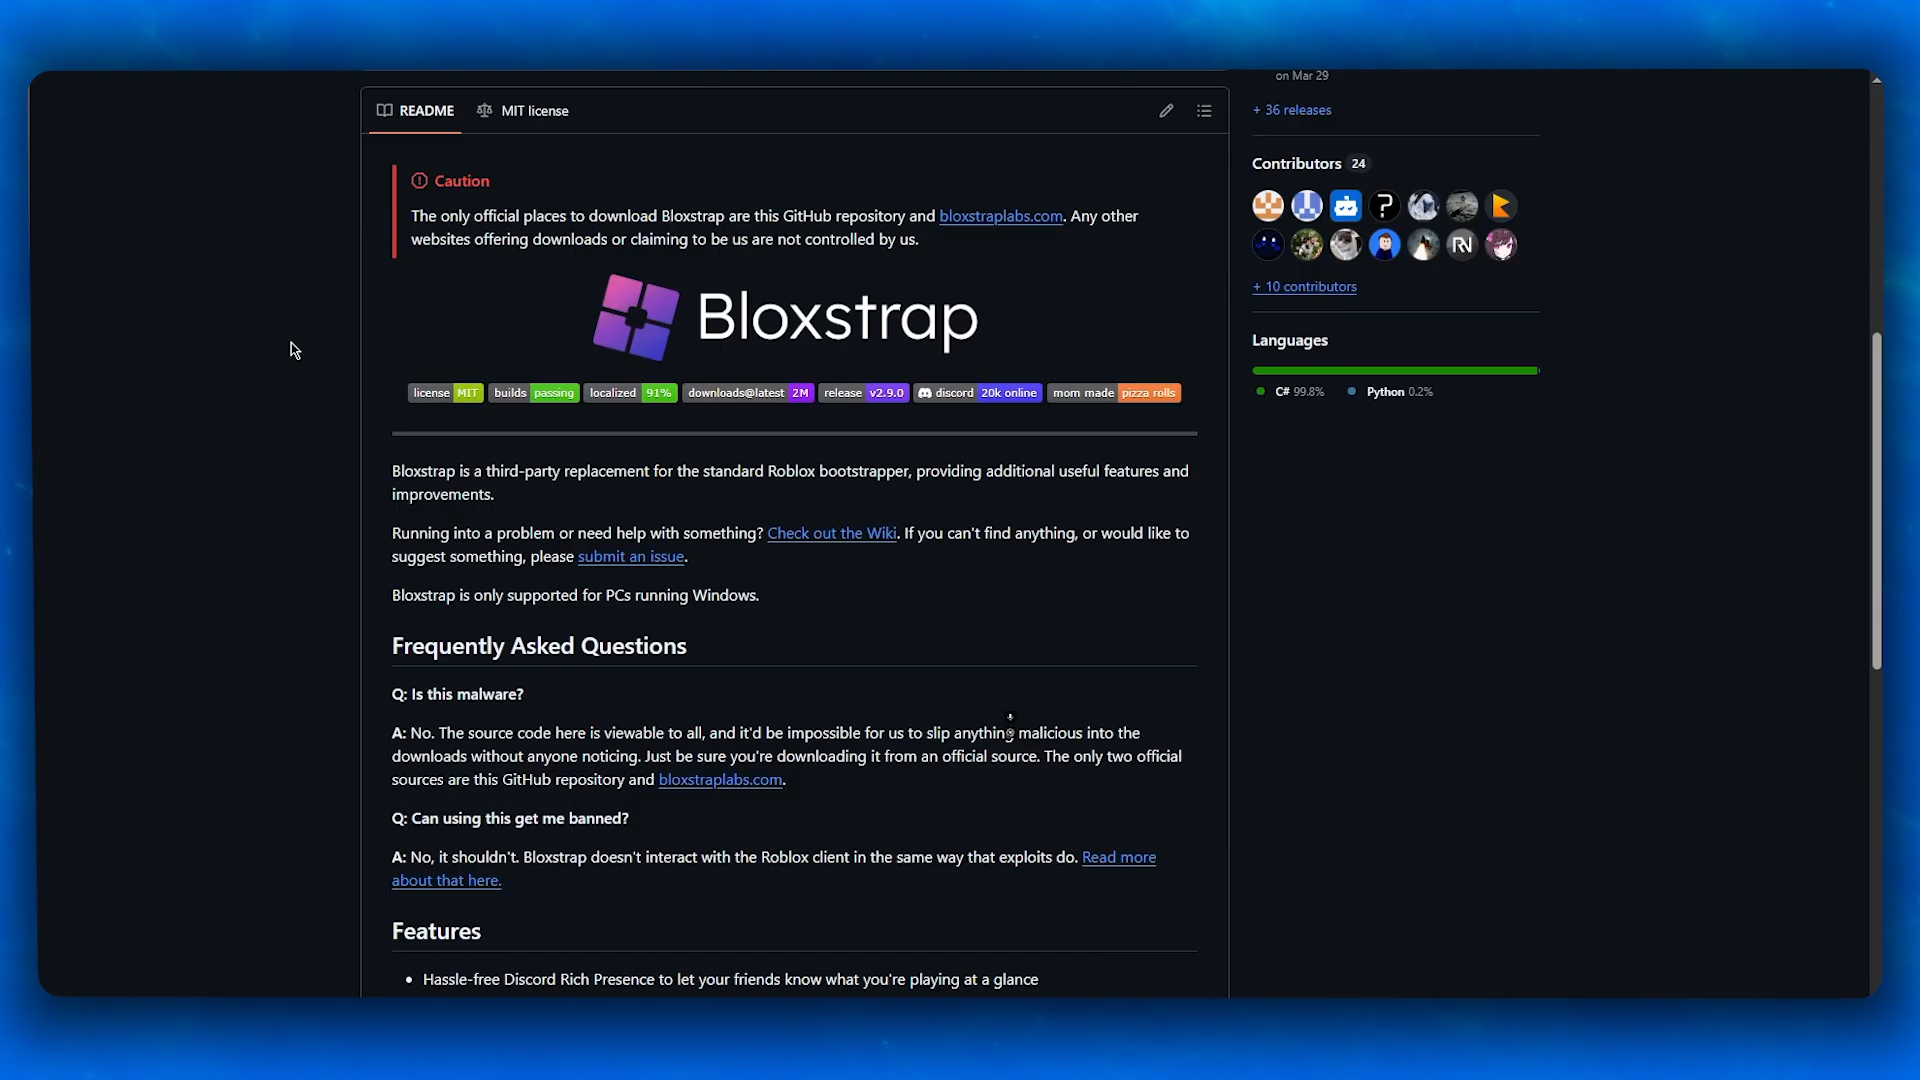 README
MIT license
Caution
The only official places to download Bloxstrap are this GitHub repository and bloxstraplabs.com. Any other
websites offering downloads or claiming to be us are not controlled by us.
Bloxstrap
license MIT builds passing localized 91% downloads@latest 2M release v2.9.0 discord 20k online mom made pizza rolls
Bloxstrap is a third-party replacement for the standard Roblox bootstrapper, providing additional useful features and
improvements.
Running into a problem or need help with something? Check out the Wiki. If you can't find anything, or would like to
suggest something, please submit an issue.
Bloxstrap is only supported for PCs running Windows.
Frequently Asked Questions
Q: Is this malware?
A: No. The source code here is viewable to all, and it'd be impossible for us to slip anything malicious into the
downloads without anyone noticing. Just be sure you're downloading it from an official source. The only two official
sources are this GitHub repository and bloxstraplabs.com.
Q: Can using this get me banned?
A: No, it shouldn't. Bloxstrap doesn't interact with the Roblox client in the same way that exploits do. Read more
about that here.
Features
• Hassle-free Discord Rich Presence to let your friends know what you're playing at a glance
on Mar 29
+ 36 releases
Contributors 24
?
RN
+ 10 contributors
Languages
C# 99.8% Python 0.2%